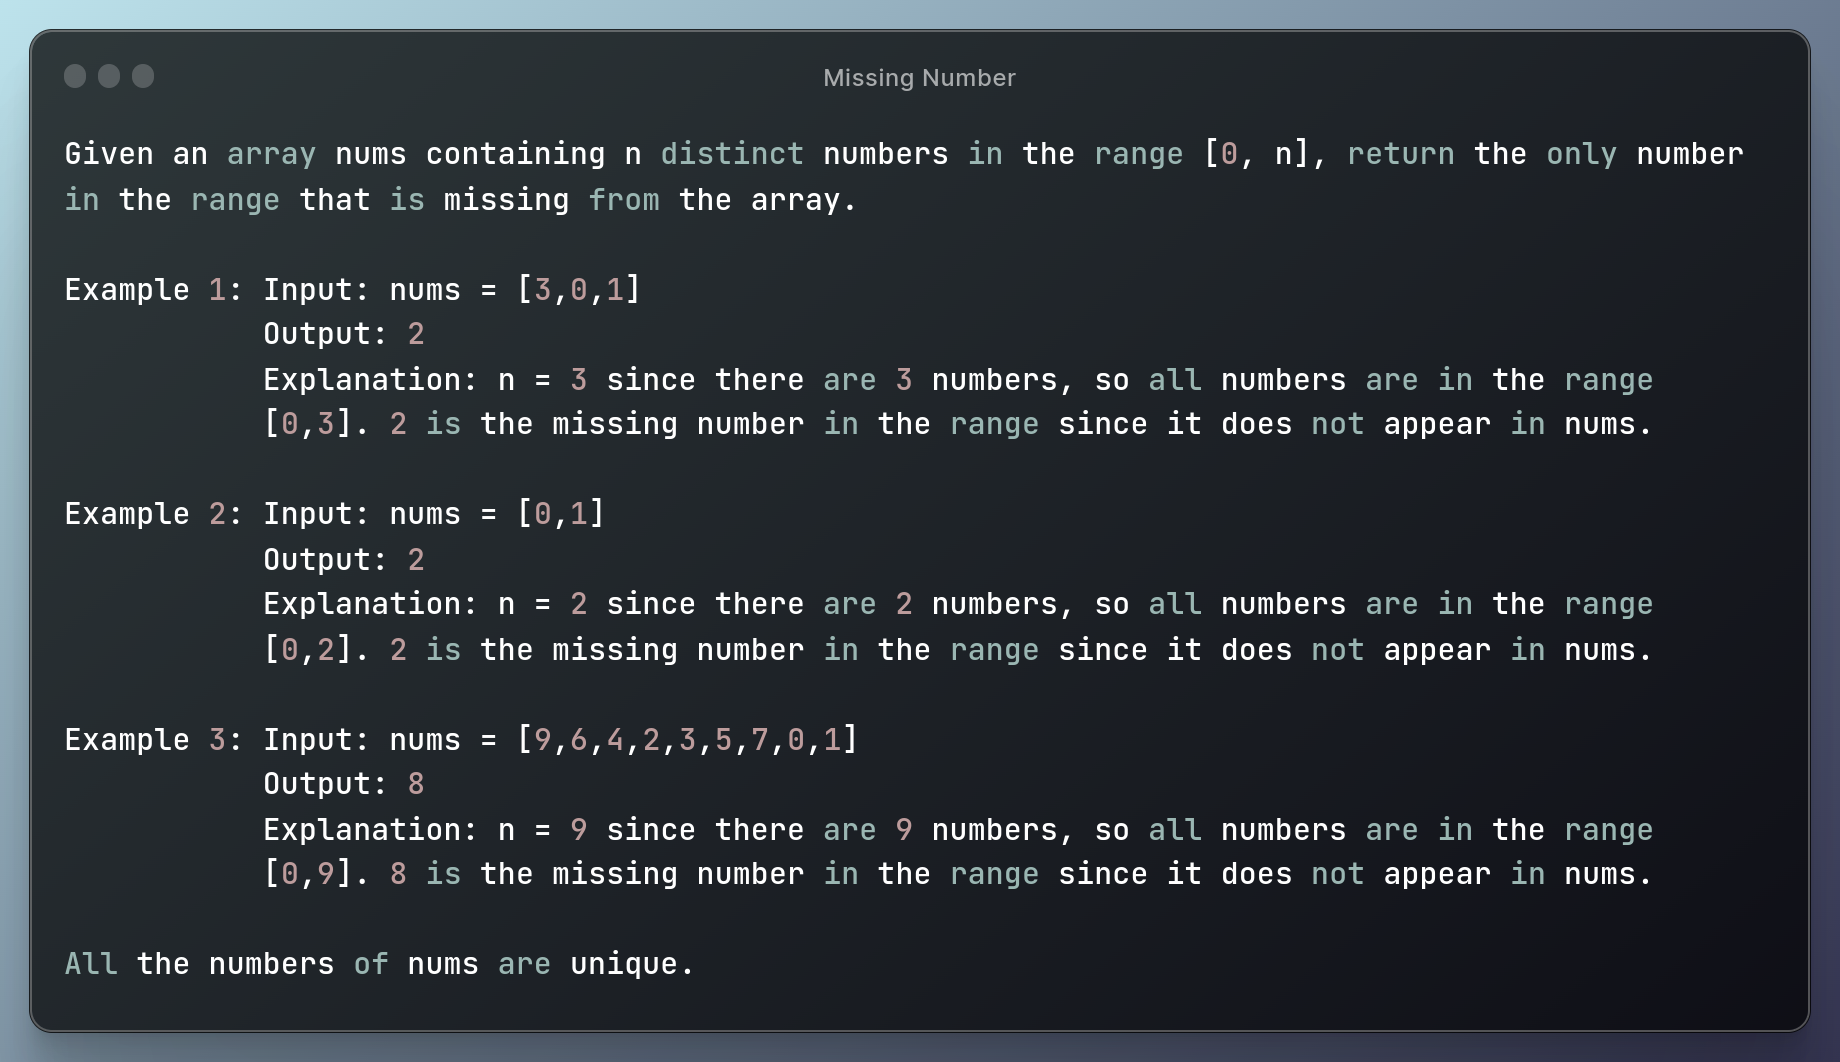 Missing Number
Given an array nums containing n distinct numbers in the range [0, n], return the only number
in the range that is missing from the array.
Example 1: Input: nums = [3,0,1]
Output: 2
Explanation: n = 3 since there are 3 numbers, so all numbers are in the range
[0,3]. 2 is the missing number in the range since it does not appear in nums.
Example 2: Input: nums = [0,1]
Output: 2
Explanation: n = 2 since there are 2 numbers, so all numbers are in the range
[0,2]. 2 is the missing number in the range since it does not appear in nums.
Example 3: Input: nums = [9,6,4,2,3,5,7,0,1]
Output: 8
Explanation: n = 9 since there are 9 numbers, so all numbers are in the range
[0,9]. 8 is the missing number in the range since it does not appear in nums.
All the numbers of nums are unique.